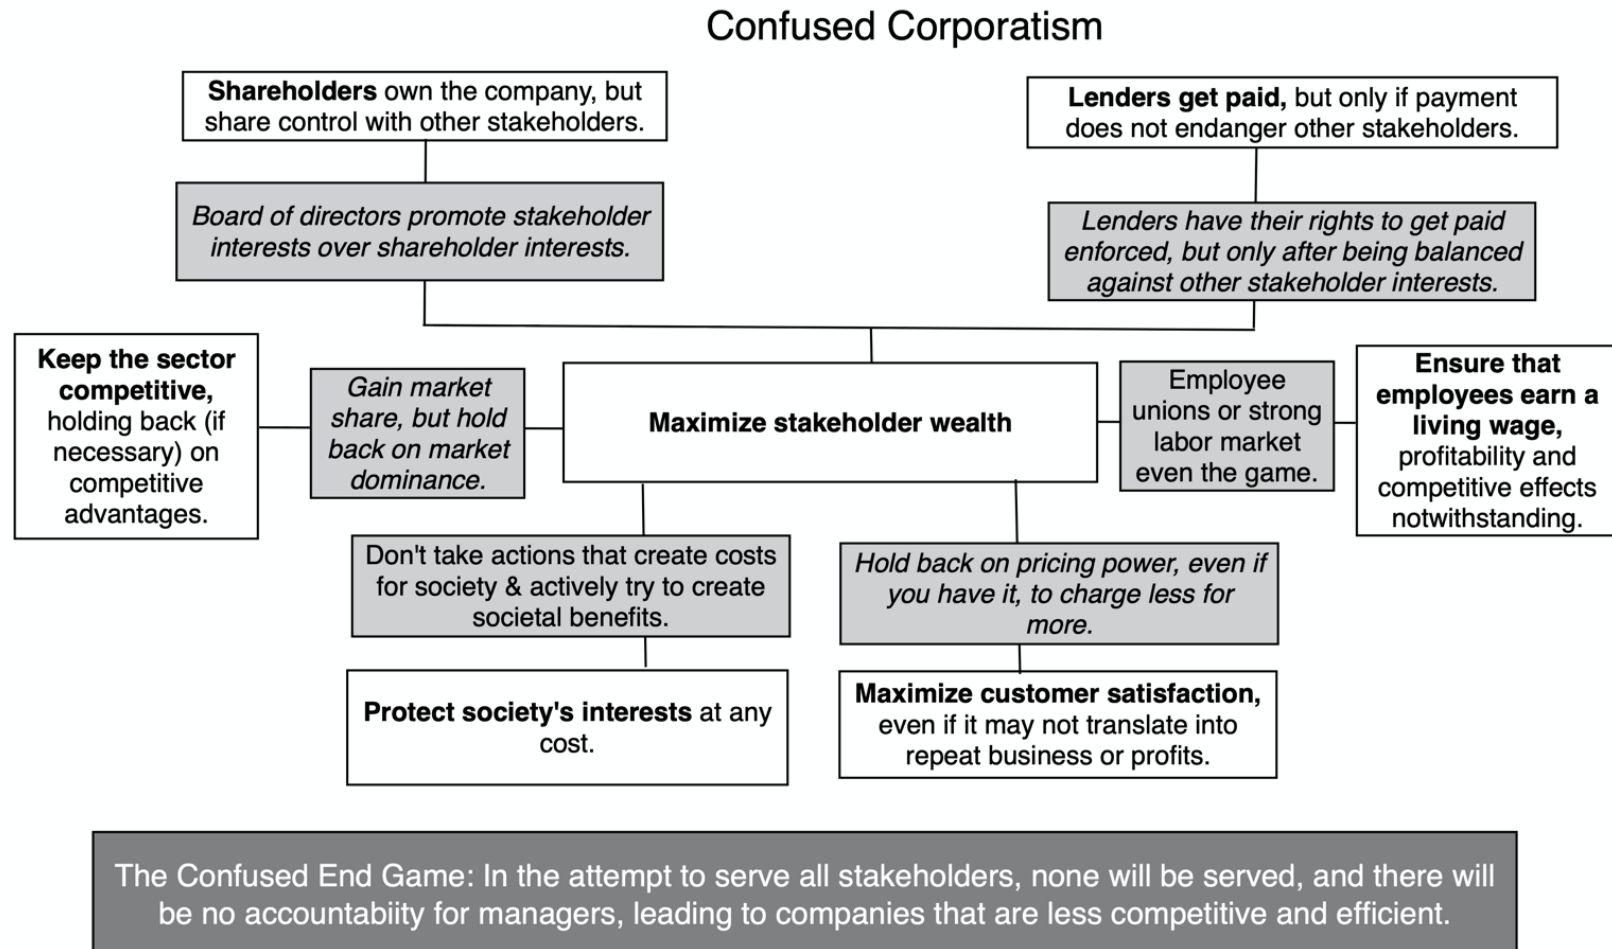 Confused Corporatism
Shareholders own the company, but
share control with other stakeholders.
Lenders get paid, but only if payment
does not endanger other stakeholders.
Board of directors promote stakeholder
interests over shareholder interests.
Lenders have their rights to get paid
enforced, but only after being balanced
against other stakeholder interests.
Keep the sector
competitive,
holding back (if
necessary) on
competitive
advantages.
Gain market
share, but hold
back on market
dominance.
Maximize stakeholder wealth
Employee
unions or strong
labor market
even the game.
Ensure that
employees earn a
living wage,
profitability and
competitive effects
notwithstanding.
Don't take actions that create costs
for society & actively try to create
societal benefits.
Hold back on pricing power, even if
you have it, to charge less for
more.
Protect society's interests at any
cost.
Maximize customer satisfaction,
even if it may not translate into
repeat business or profits.
The Confused End Game: In the attempt to serve all stakeholders, none will be served, and there will
be no accountabiity for managers, leading to companies that are less competitive and efficient.